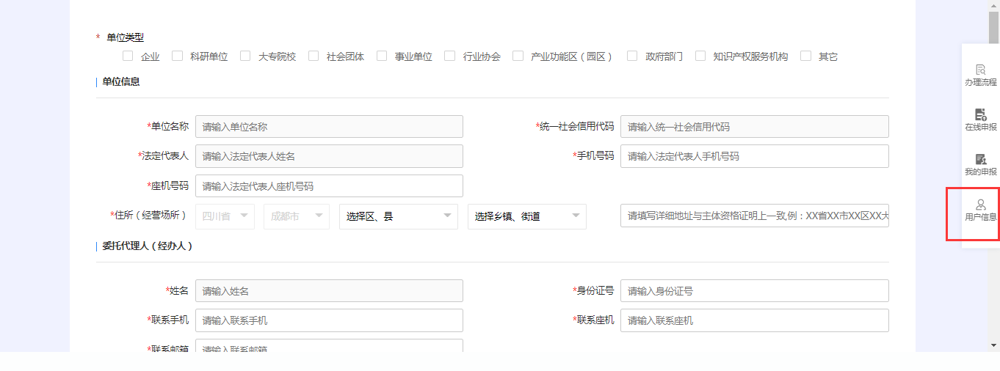 * 单位类型
企业 科研单位 大专院校 社会团体 事业单位 行业协会 产业功能区（园区） 政府部门 知识产权服务机构 其它
单位信息
*单位名称 请输入单位名称 *统一社会信用代码 请输入统一社会信用代码
*法定代表人 请输入法定代表人姓名 *手机号码 请输入法定代表人手机号码
*座机号码 请输入法定代表人座机号码
*住所（经营场所） 四川省 成都市 选择区、县 选择乡镇、街道 请填写详细地址与主体资格证明上一致,例：XX省XX市XX区XX大
委托代理人（经办人）
*姓名 请输入姓名 *身份证号 请输入身份证号
*联系手机 请输入联系手机 *联系座机 请输入联系座机
*联系邮箱 请输入联系邮箱
办理流程
在线申报
我的申报
用户信息